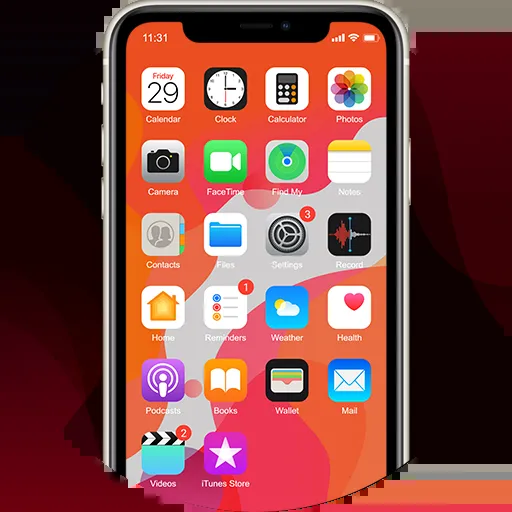 11:31
Friday
29
Calendar
Clock
Calculator
Photos
Camera
FaceTime
Find My
Notes
Contacts
Files
3
Settings
Record
Home
1
Reminders
Weather
Health
Podcasts
Books
Wallet
Mail
2
Videos
iTunes Store